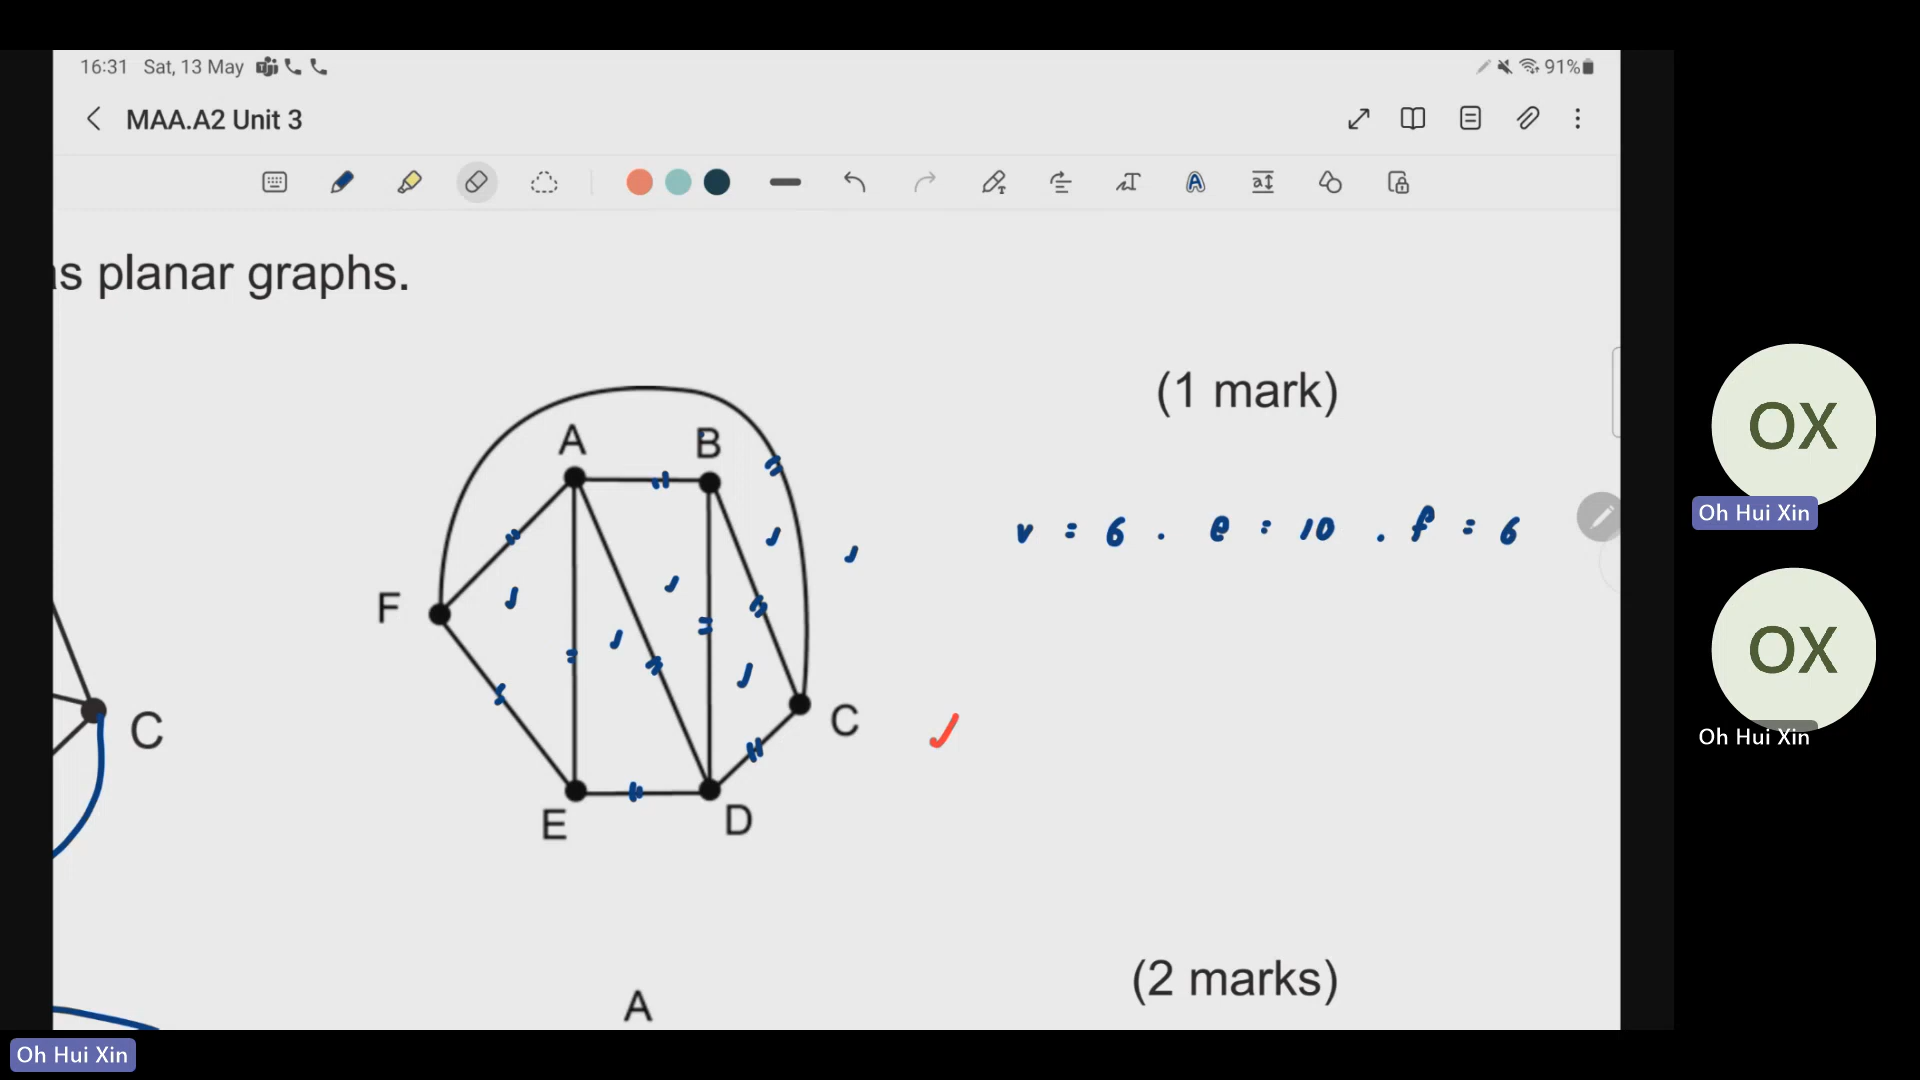 16:31 Sat, 13 May
91%
MAA.A2 Unit 3
as planar graphs.
(1 mark)
A
B
OX
Oh Hui Xin
v = 6 . e = 10 . f = 6
F
C
C
E
D
OX
Oh Hui Xin
(2 marks)
A
Oh Hui Xin